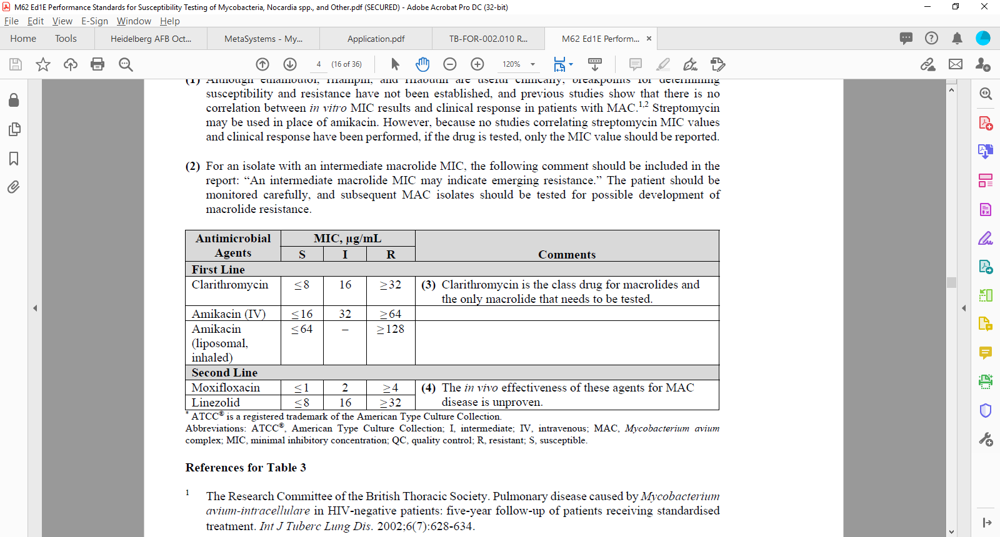 M62 Ed1E Performance Standards for Susceptibility Testing of Mycobacteria, Nocardia spp., and Other.pdf (SECURED) - Adobe Acrobat Pro DC (32-bit)
File Edit View E-Sign Window Help
Home Tools Heidelberg AFB Oct... MetaSystems - My... Application.pdf TB-FOR-002.010 R... M62 Ed1E Perform... ×
4 (16 of 36) 120%
(1) Although ethambutol, rifampin, and rifabutin are useful clinically, breakpoints for determining
susceptibility and resistance have not been established, and previous studies show that there is no
correlation between in vitro MIC results and clinical response in patients with MAC.1,2 Streptomycin
may be used in place of amikacin. However, because no studies correlating streptomycin MIC values
and clinical response have been performed, if the drug is tested, only the MIC value should be reported.
(2) For an isolate with an intermediate macrolide MIC, the following comment should be included in the
report: “An intermediate macrolide MIC may indicate emerging resistance.” The patient should be
monitored carefully, and subsequent MAC isolates should be tested for possible development of
macrolide resistance.
Antimicrobial Agents MIC, µg/mL Comments
S I R
First Line
Clarithromycin ≤8 16 ≥32 (3) Clarithromycin is the class drug for macrolides and
the only macrolide that needs to be tested.
Amikacin (IV) ≤16 32 ≥64
Amikacin ≤64 – ≥128
(liposomal,
inhaled)
Second Line
Moxifloxacin ≤1 2 ≥4 (4) The in vivo effectiveness of these agents for MAC
Linezolid ≤8 16 ≥32 disease is unproven.
* ATCC® is a registered trademark of the American Type Culture Collection.
Abbreviations: ATCC®, American Type Culture Collection; I, intermediate; IV, intravenous; MAC, Mycobacterium avium
complex; MIC, minimal inhibitory concentration; QC, quality control; R, resistant; S, susceptible.
References for Table 3
1 The Research Committee of the British Thoracic Society. Pulmonary disease caused by Mycobacterium
avium-intracellulare in HIV-negative patients: five-year follow-up of patients receiving standardised
treatment. Int J Tuberc Lung Dis. 2002;6(7):628-634.